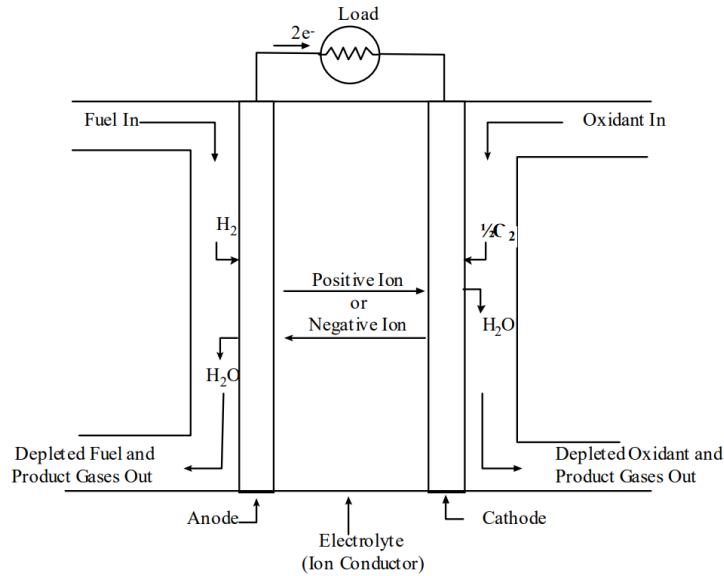 Load
2e-
Fuel In
Oxidant In
H2
½O2
Positive Ion
or
Negative Ion
H2O
H2O
Depleted Fuel and
Product Gases Out
Depleted Oxidant and
Product Gases Out
Anode
Cathode
Electrolyte
(Ion Conductor)